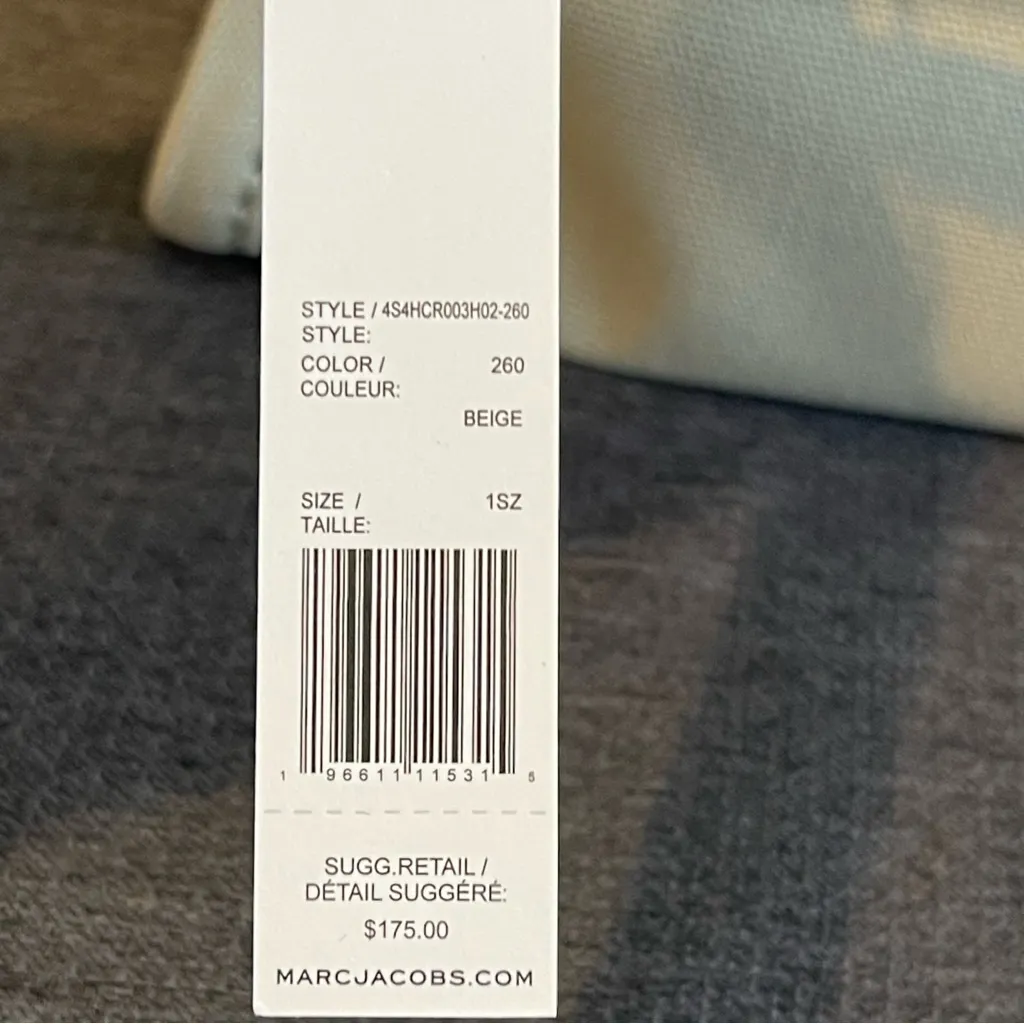 STYLE / 4S4HCR003H02-260
STYLE:
COLOR / 260
COULEUR:
BEIGE
SIZE / 1SZ
TAILLE:
1 96611 11531 5
SUGG.RETAIL /
DÉTAIL SUGGÉRÉ:
$175.00
MARCJACOBS.COM